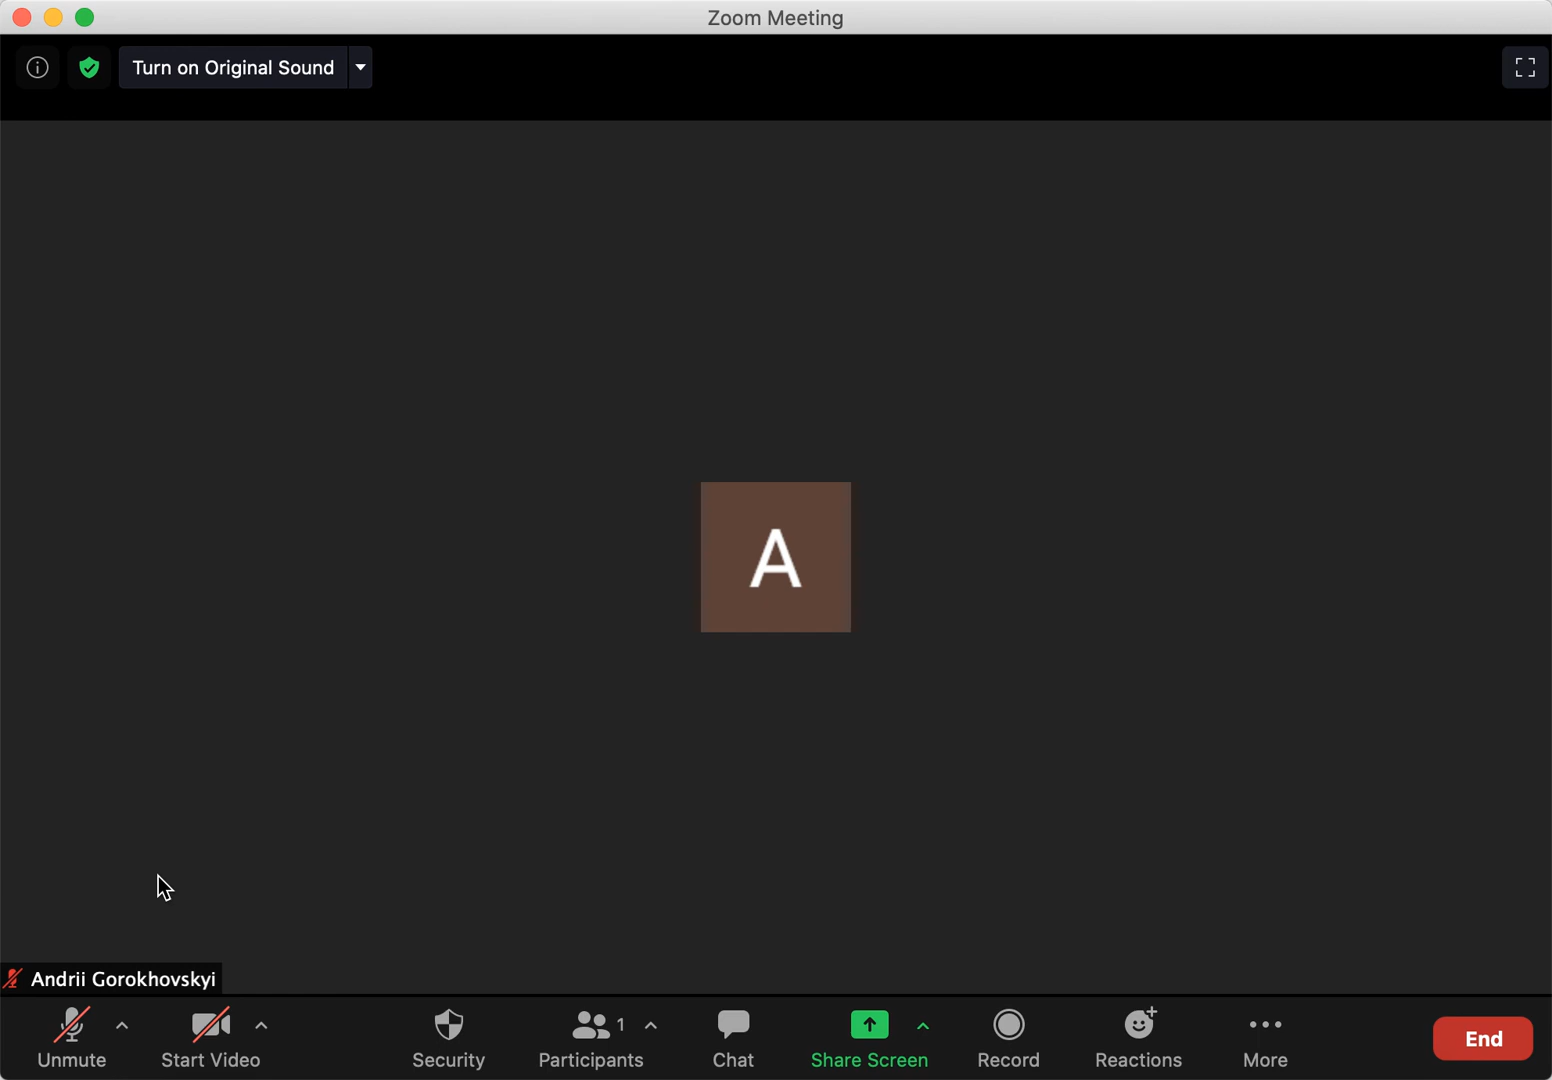 Zoom Meeting
Turn on Original Sound
A
Andrii Gorokhovskyi
1
Unmute
Start Video
Security
Participants
Chat
Share Screen
Record
Reactions
More
End